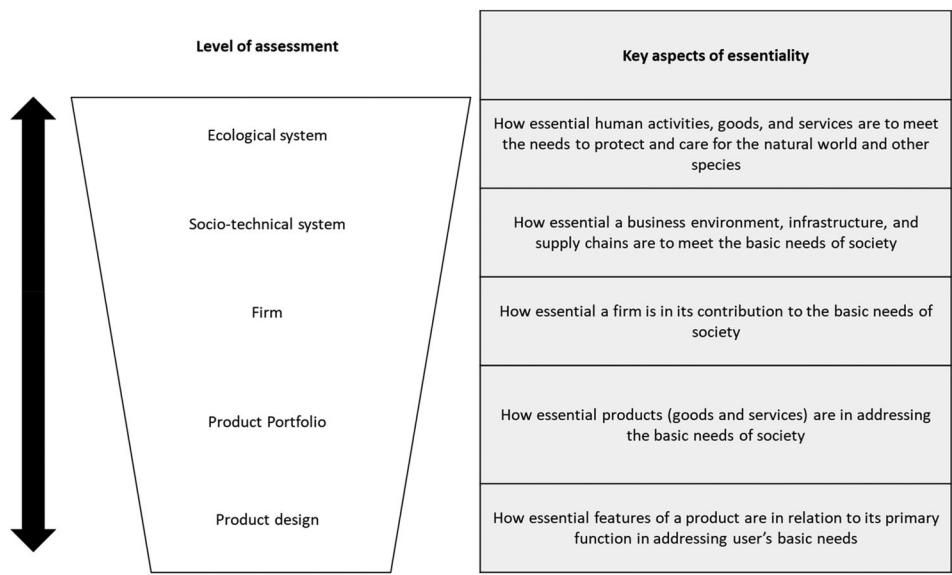 Level of assessment
Key aspects of essentiality
Ecological system
How essential human activities, goods, and services are to meet
the needs to protect and care for the natural world and other
species
Socio-technical system
How essential a business environment, infrastructure, and
supply chains are to meet the basic needs of society
Firm
How essential a firm is in its contribution to the basic needs of
society
Product Portfolio
How essential products (goods and services) are in addressing
the basic needs of society
Product design
How essential features of a product are in relation to its primary
function in addressing user's basic needs